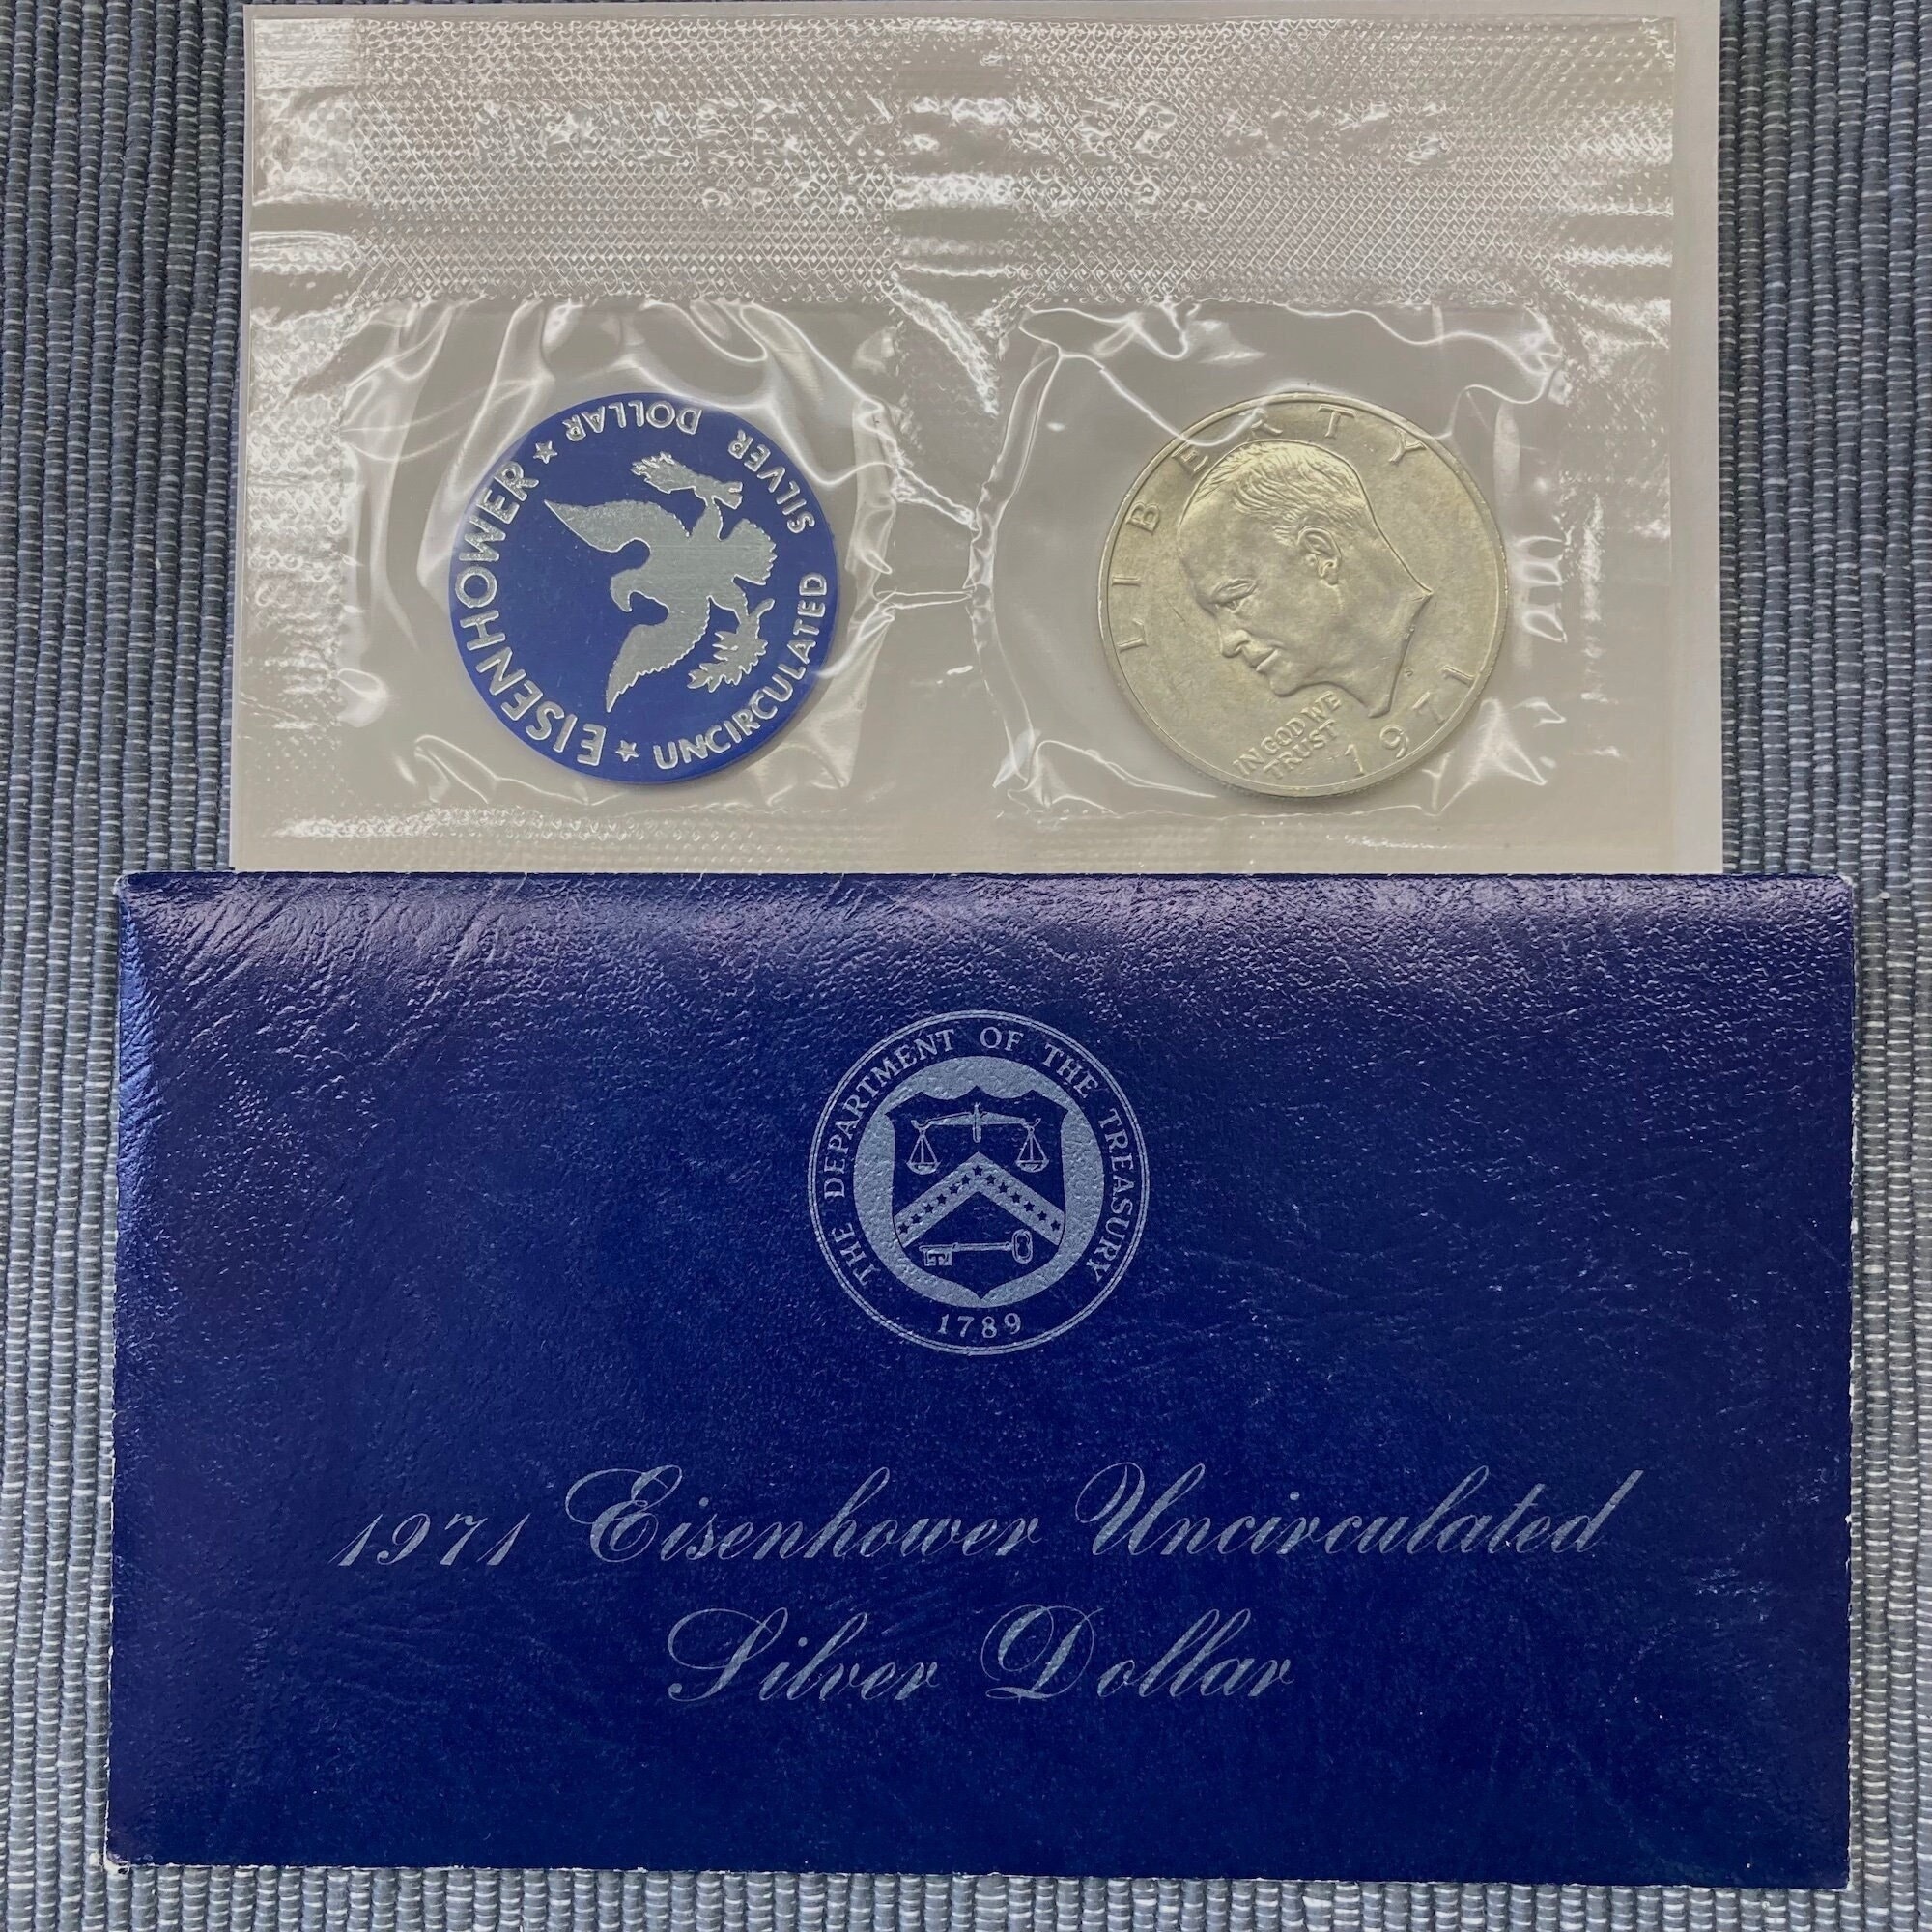 EISENHOWER ★ SILVER DOLLAR
UNCIRCULATED ★
LIBERTY
IN GOD WE
TRUST
S
1971
THE DEPARTMENT OF THE TREASURY
1789
1971 Eisenhower Uncirculated
Silver Dollar